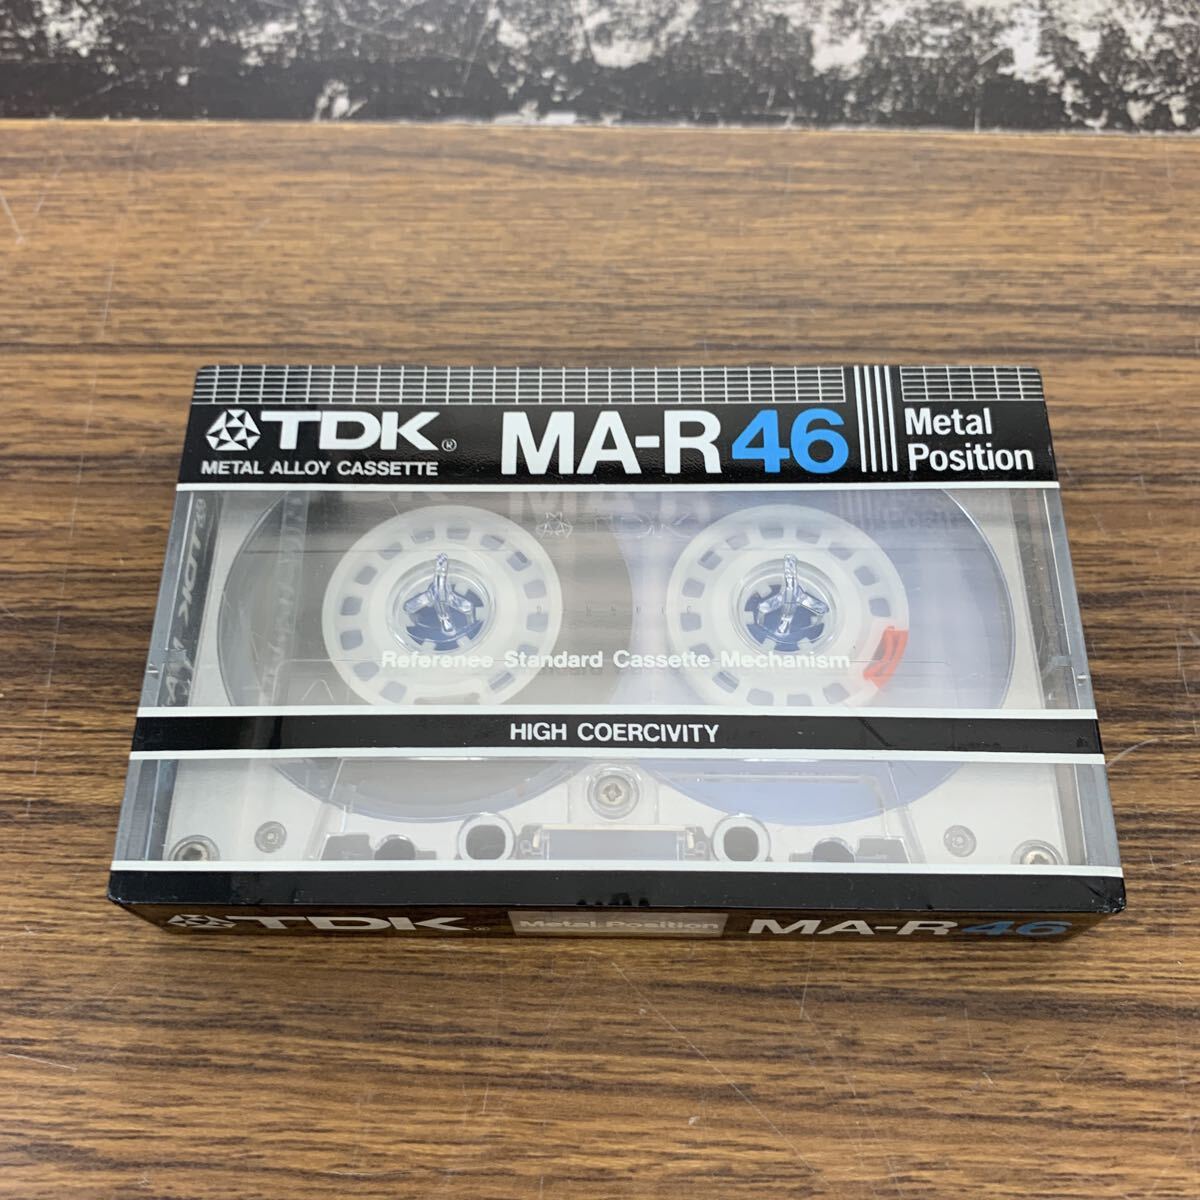 TDK®
METAL ALLOY CASSETTE
MA-R46
Metal
Position
TDK
Reference Standard Cassette Mechanism
HIGH COERCIVITY
TDK®
Metal Position
MA-R46